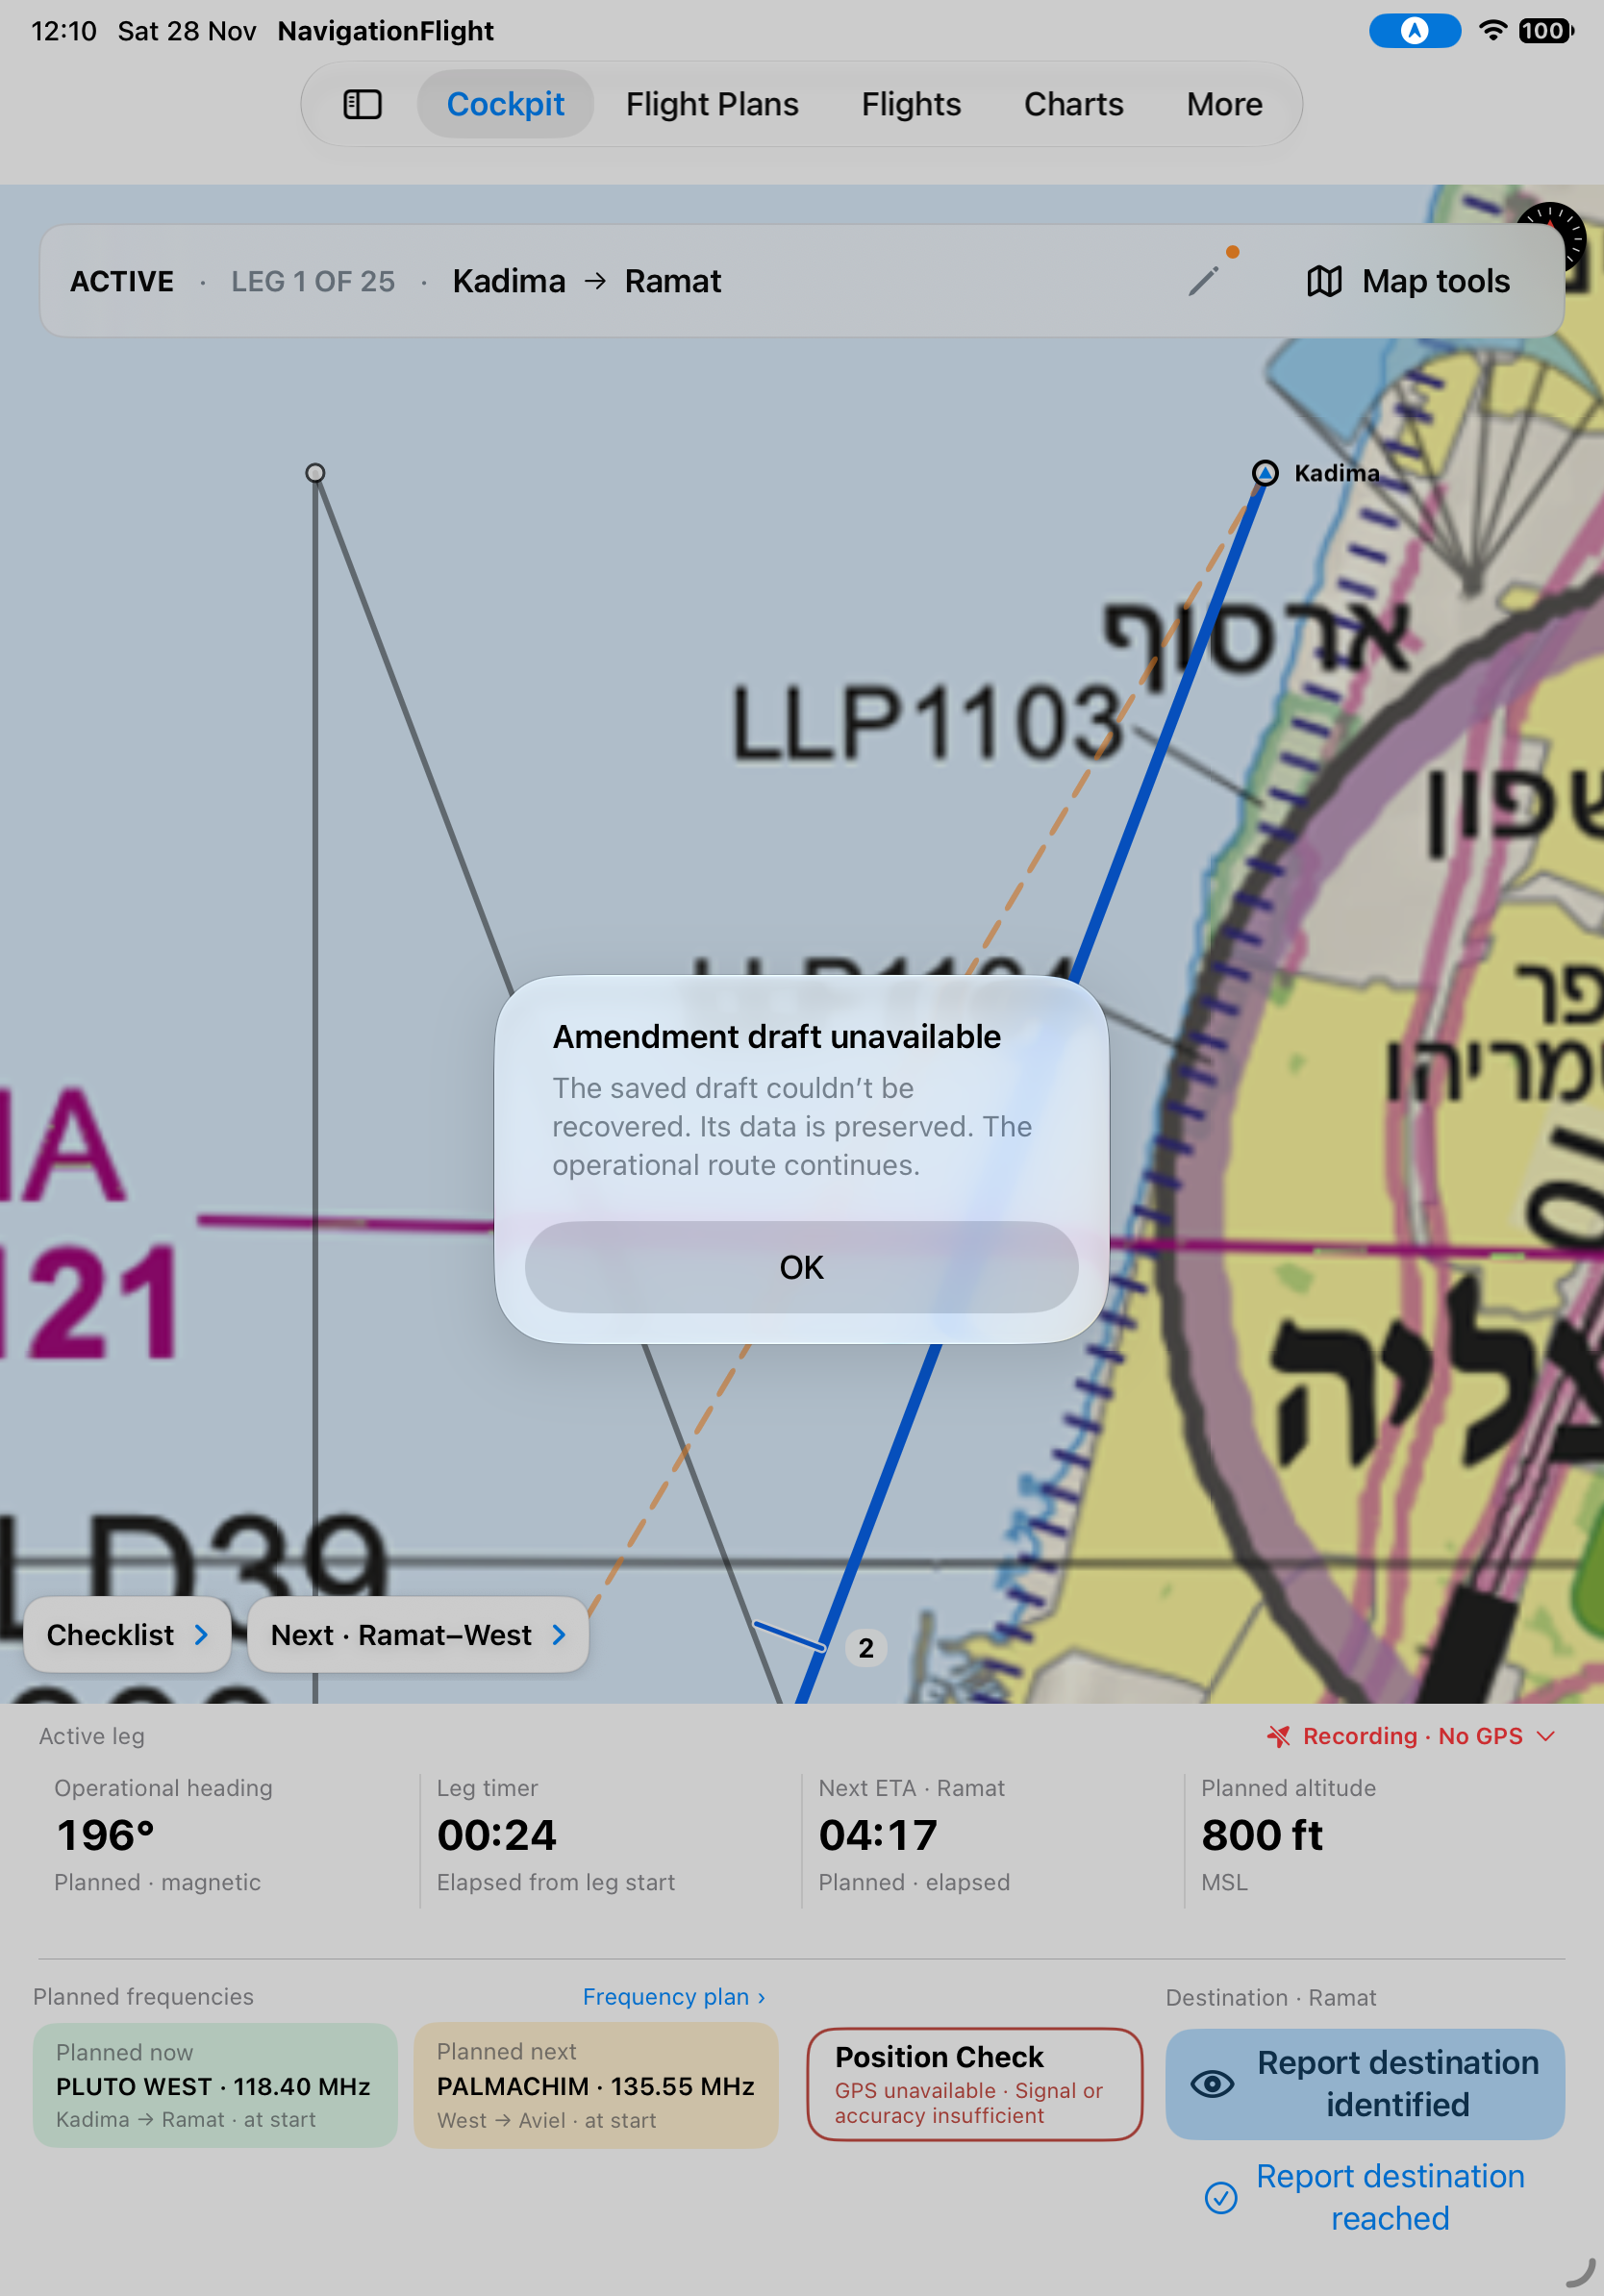 12:10 Sat 28 Nov NavigationFlight 100
Cockpit Flight Plans Flights Charts More
ACTIVE · LEG 1 OF 25 · Kadima → Ramat Map tools
Kadima
ארסוף
LLP1103
שפון
פר
שמריהו
Amendment draft unavailable
The saved draft couldn’t be
recovered. Its data is preserved. The
operational route continues.
OK
121
Checklist
Next · Ramat–West
2
Active leg Recording · No GPS
Operational heading
196°
Planned · magnetic
Leg timer
00:24
Elapsed from leg start
Next ETA · Ramat
04:17
Planned · elapsed
Planned altitude
800 ft
MSL
Planned frequencies Frequency plan ›
Planned now
PLUTO WEST · 118.40 MHz
Kadima → Ramat · at start
Planned next
PALMACHIM · 135.55 MHz
West → Aviel · at start
Position Check
GPS unavailable · Signal or
accuracy insufficient
Destination · Ramat
Report destination
identified
Report destination
reached